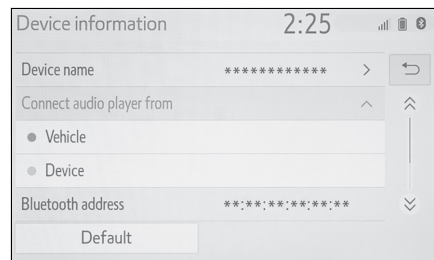 Device information 2:25
Device name ************
Connect audio player from
Vehicle
Device
Bluetooth address **:**:**:**:**:**
Default